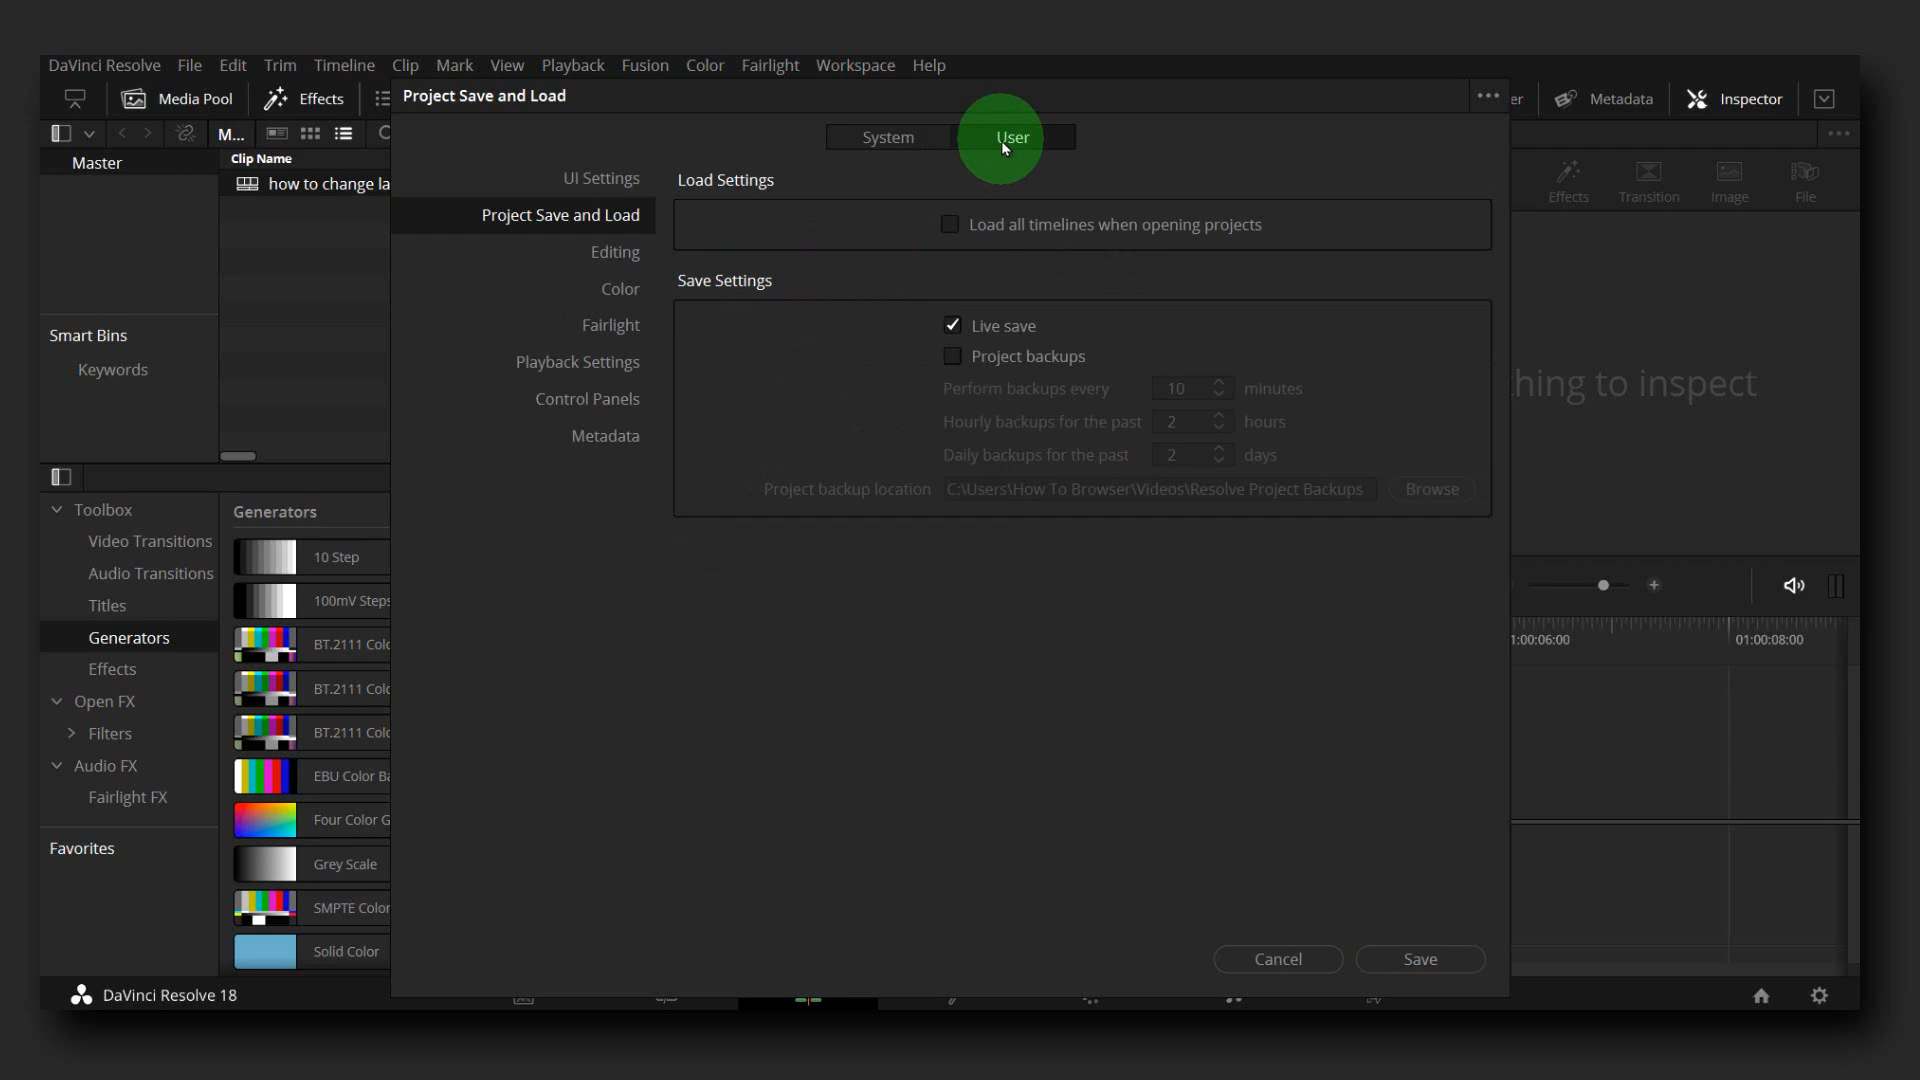 DaVinci Resolve File Edit Trim Timeline Clip Mark View Playback Fusion Color Fairlight Workspace Help
Media Pool Effects
Project Save and Load
Metadata Inspector
M...
System User
Master
Clip Name
how to change la
Smart Bins
Keywords
UI Settings
Project Save and Load
Editing
Color
Fairlight
Playback Settings
Control Panels
Metadata
Load Settings
Load all timelines when opening projects
Save Settings
Live save
Project backups
Perform backups every 10 minutes
Hourly backups for the past 2 hours
Daily backups for the past 2 days
Project backup location C:\Users\How To Browser\Videos\Resolve Project Backups Browse
Effects Transition Image File
hing to inspect
Toolbox
Video Transitions
Audio Transitions
Titles
Generators
Effects
Open FX
Filters
Audio FX
Fairlight FX
Favorites
Generators
10 Step
100mV Steps
BT.2111 Colo
BT.2111 Colo
BT.2111 Colo
EBU Color Ba
Four Color G
Grey Scale
SMPTE Color
Solid Color
:00:06:00 01:00:08:00
Cancel Save
DaVinci Resolve 18